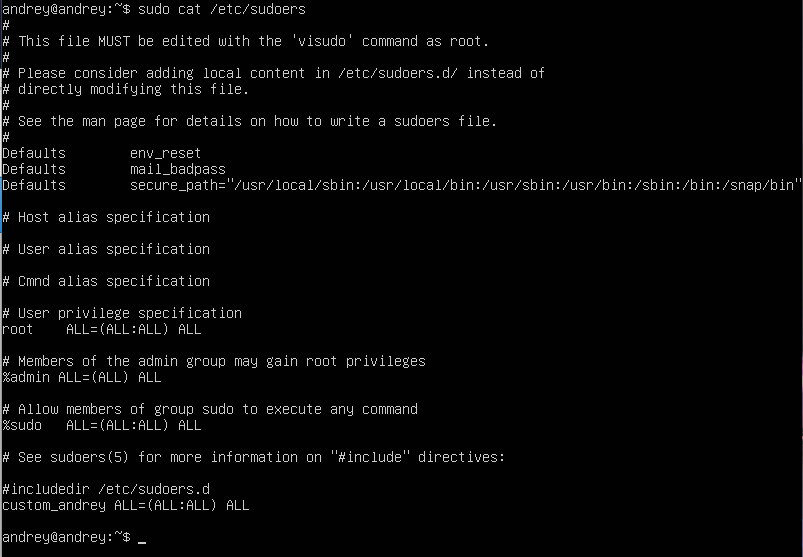 andrey@andrey:~$ sudo cat /etc/sudoers
#
# This file MUST be edited with the 'visudo' command as root.
#
# Please consider adding local content in /etc/sudoers.d/ instead of
# directly modifying this file.
#
# See the man page for details on how to write a sudoers file.
#
Defaults        env_reset
Defaults        mail_badpass
Defaults        secure_path="/usr/local/sbin:/usr/local/bin:/usr/sbin:/usr/bin:/sbin:/bin:/snap/bin"
# Host alias specification
# User alias specification
# Cmnd alias specification
# User privilege specification
root    ALL=(ALL:ALL) ALL
# Members of the admin group may gain root privileges
%admin ALL=(ALL) ALL
# Allow members of group sudo to execute any command
%sudo   ALL=(ALL:ALL) ALL
# See sudoers(5) for more information on "#include" directives:
#includedir /etc/sudoers.d
custom_andrey ALL=(ALL:ALL) ALL
andrey@andrey:~$ _